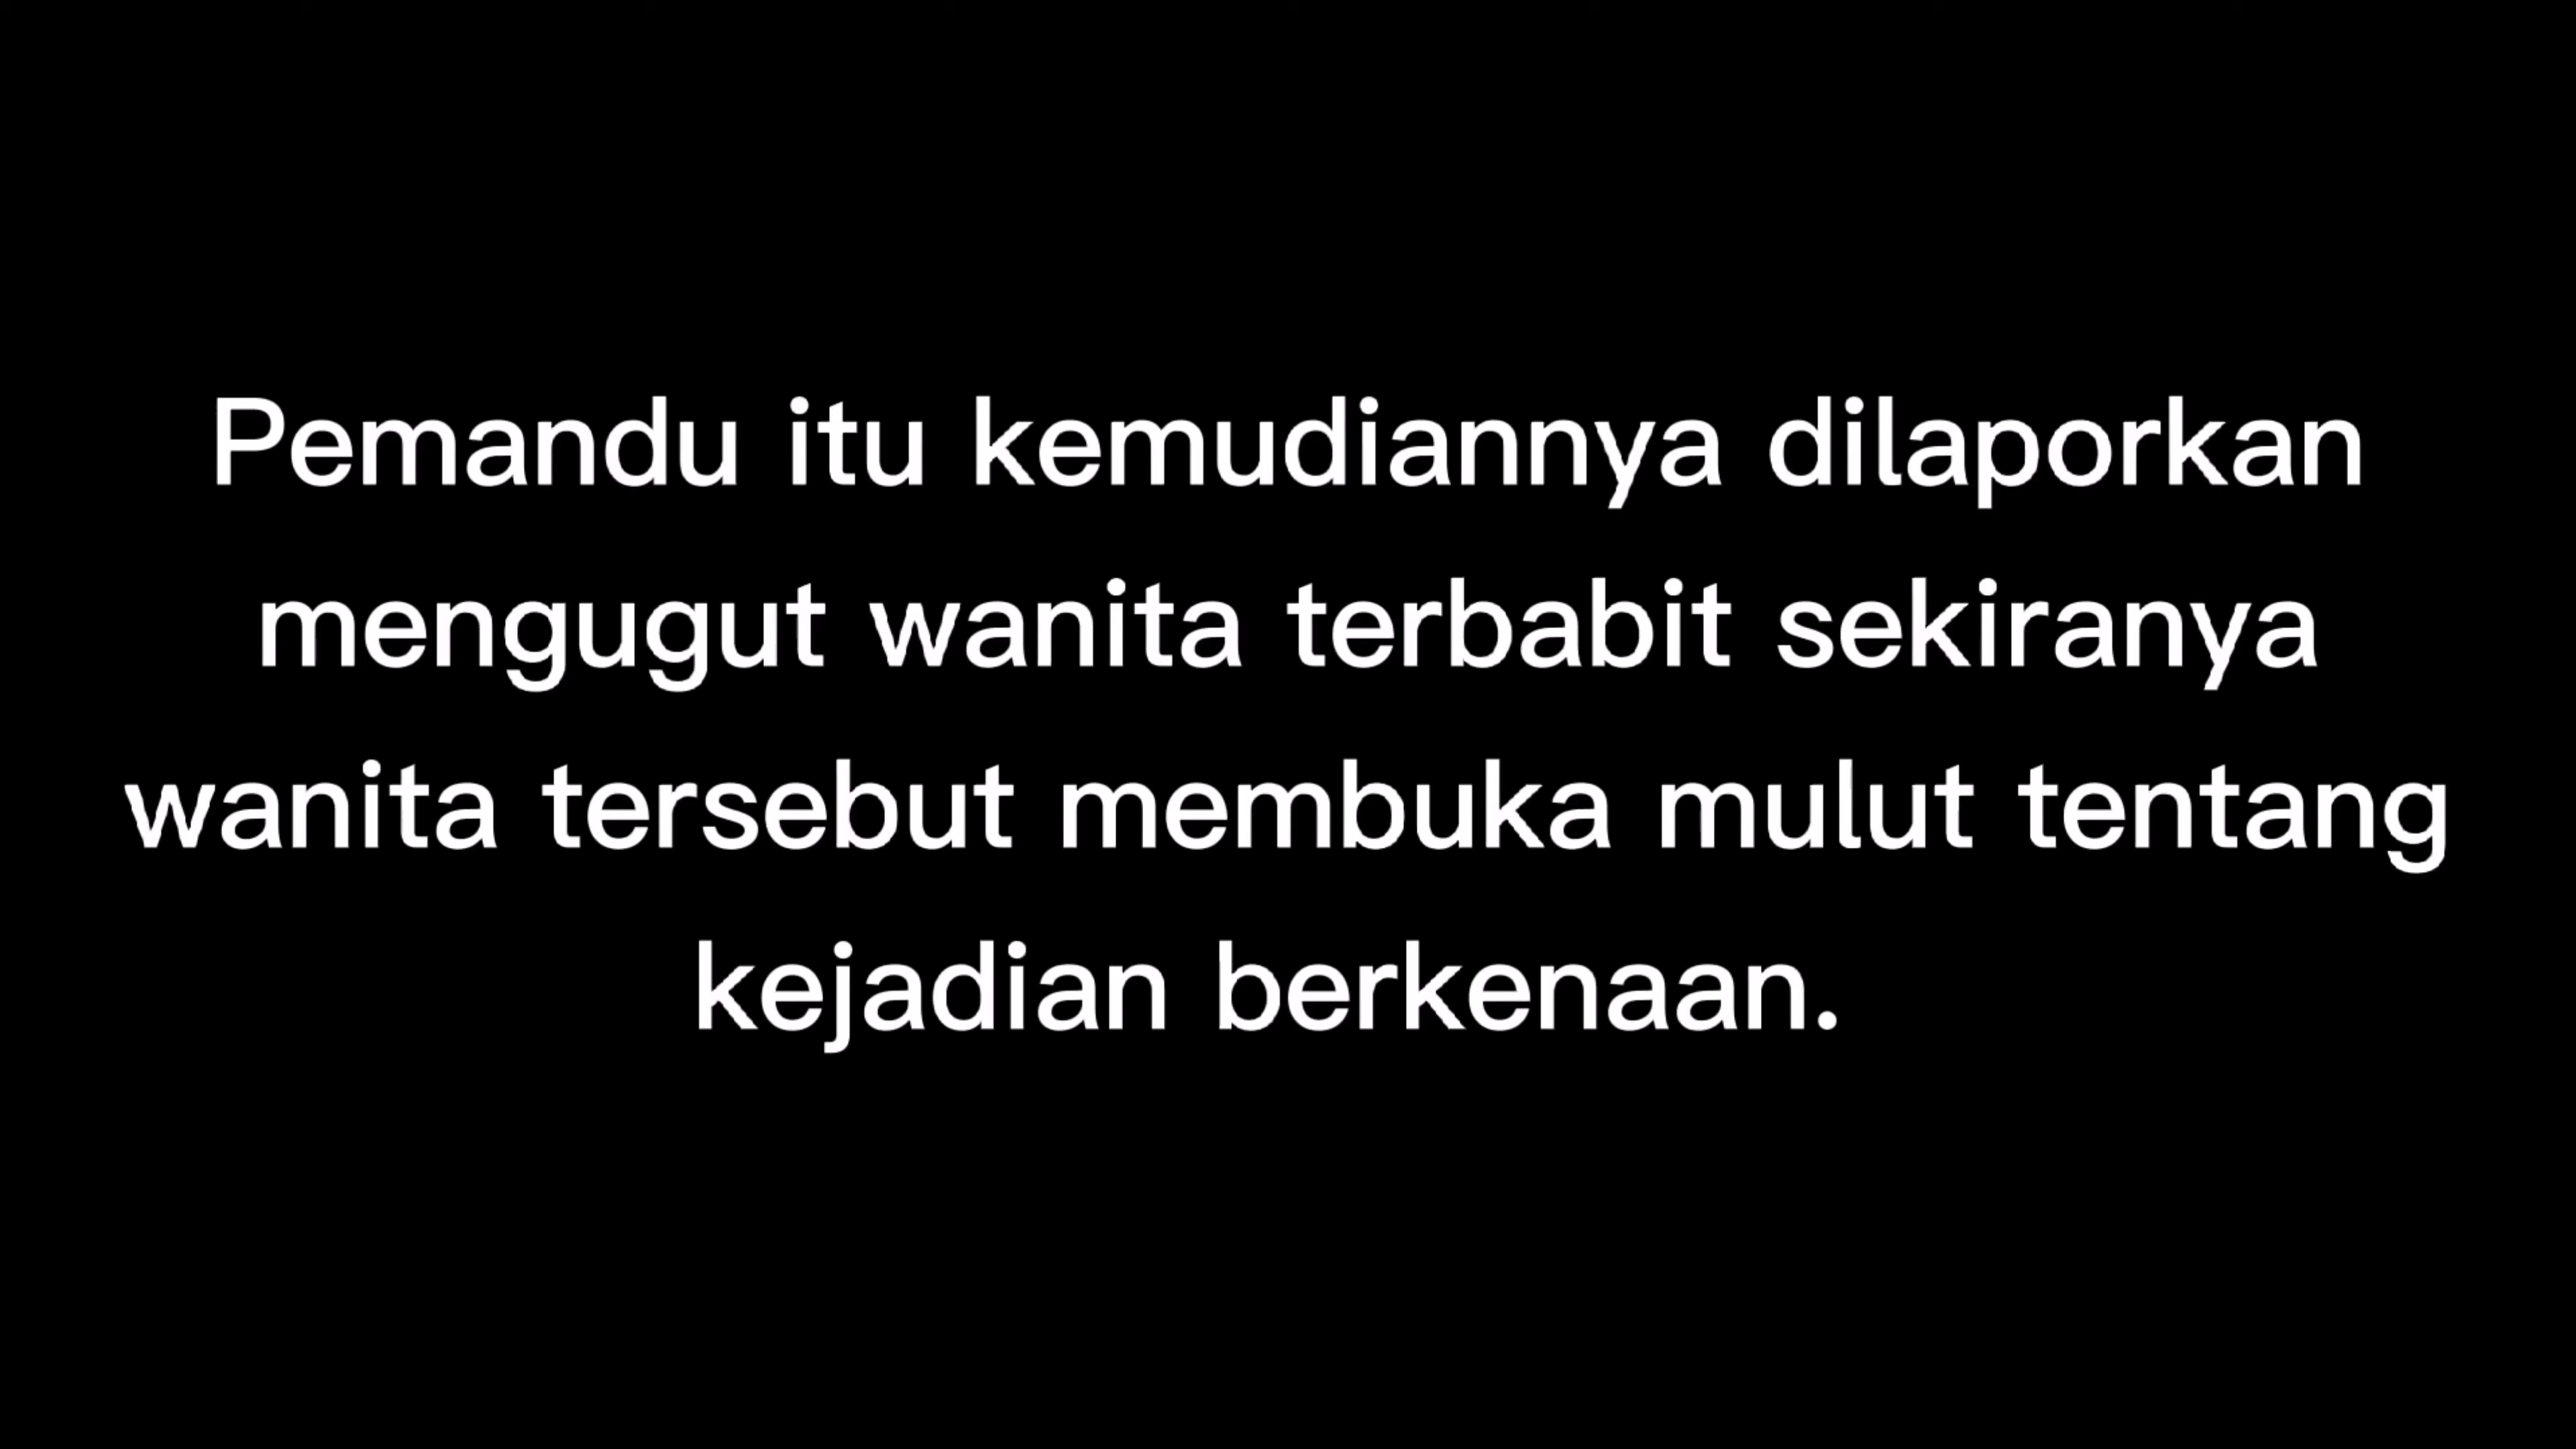 Pemandu itu kemudiannya dilaporkan
mengugut wanita terbabit sekiranya
wanita tersebut membuka mulut tentang
kejadian berkenaan.